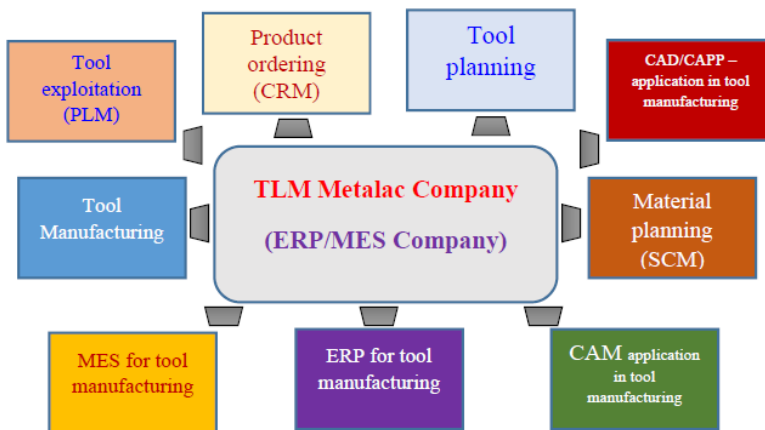 Tool
exploitation
(PLM)
Product
ordering
(CRM)
Tool
planning
CAD/CAPP –
application in tool
manufacturing
Tool
Manufacturing
TLM Metalac Company
(ERP/MES Company)
Material
planning
(SCM)
MES for tool
manufacturing
ERP for tool
manufacturing
CAM application
in tool
manufacturing